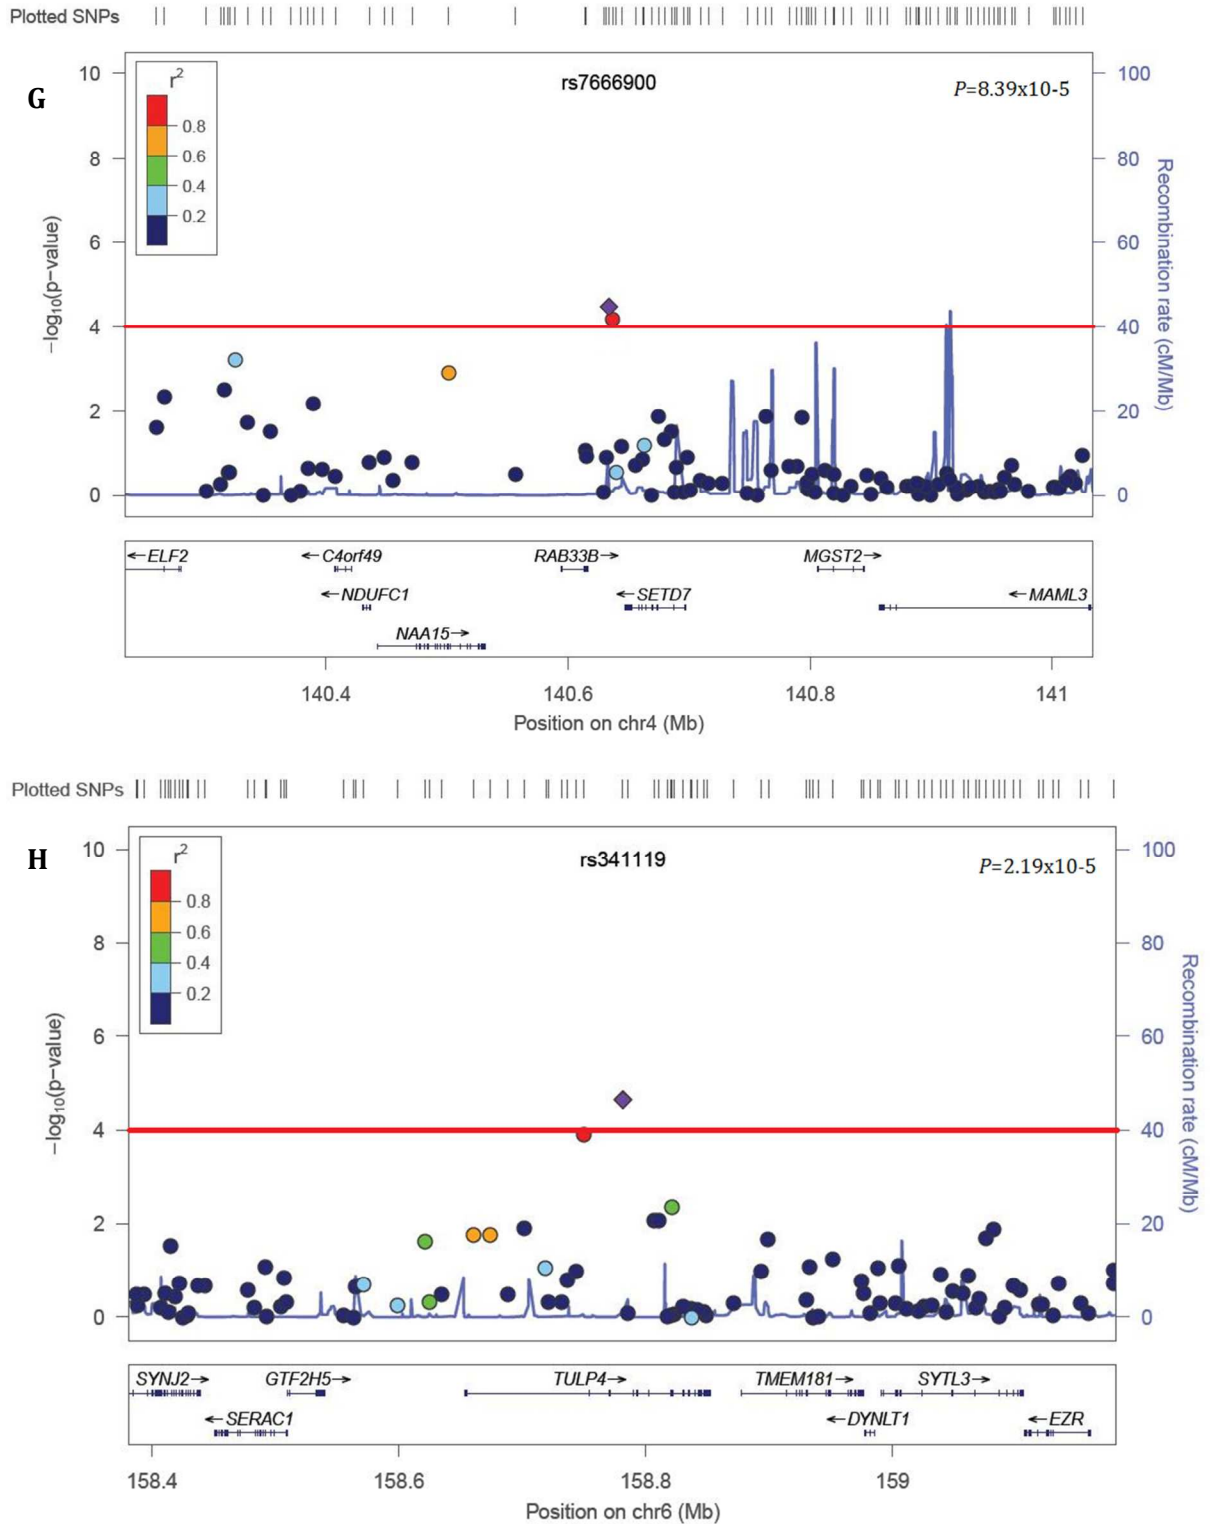 Plotted SNPs
G
r2
0.8
0.6
0.4
0.2
rs7666900
P=8.39x10-5
10
8
6
4
2
0
−log10(p−value)
100
80
60
40
20
0
Recombination rate (cM/Mb)
←ELF2
←C4orf49
RAB33B→
MGST2→
←NDUFC1
←SETD7
←MAML3
NAA15→
140.4 140.6 140.8 141
Position on chr4 (Mb)
Plotted SNPs
H
r2
0.8
0.6
0.4
0.2
rs341119
P=2.19x10-5
10
8
6
4
2
0
−log10(p−value)
100
80
60
40
20
0
Recombination rate (cM/Mb)
SYNJ2→
GTF2H5→
TULP4→
TMEM181→
SYTL3→
←SERAC1
←DYNLT1
←EZR
158.4 158.6 158.8 159
Position on chr6 (Mb)